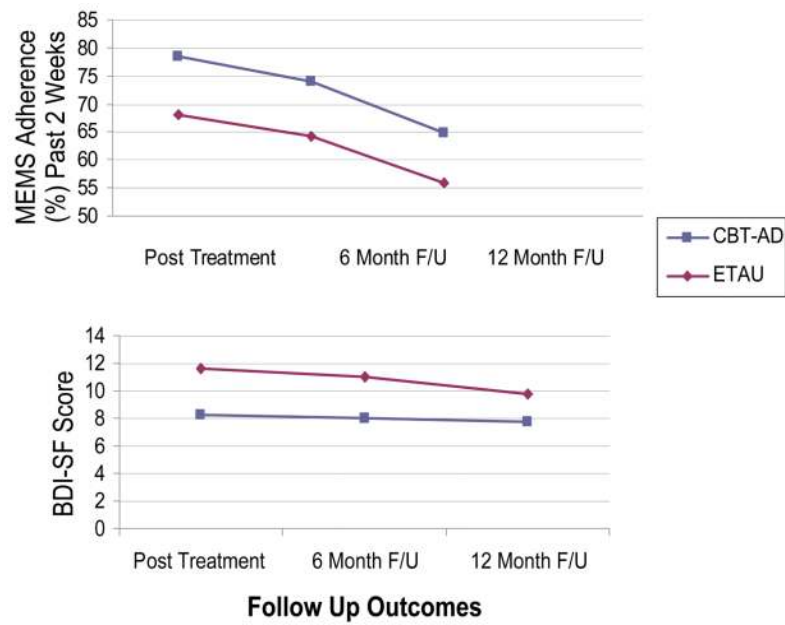 MEMS Adherence
(%) Past 2 Weeks
85
80
75
70
65
60
55
50
Post Treatment 6 Month F/U 12 Month F/U
CBT-AD
ETAU
BDI-SF Score
14
12
10
8
6
4
2
0
Post Treatment 6 Month F/U 12 Month F/U
Follow Up Outcomes